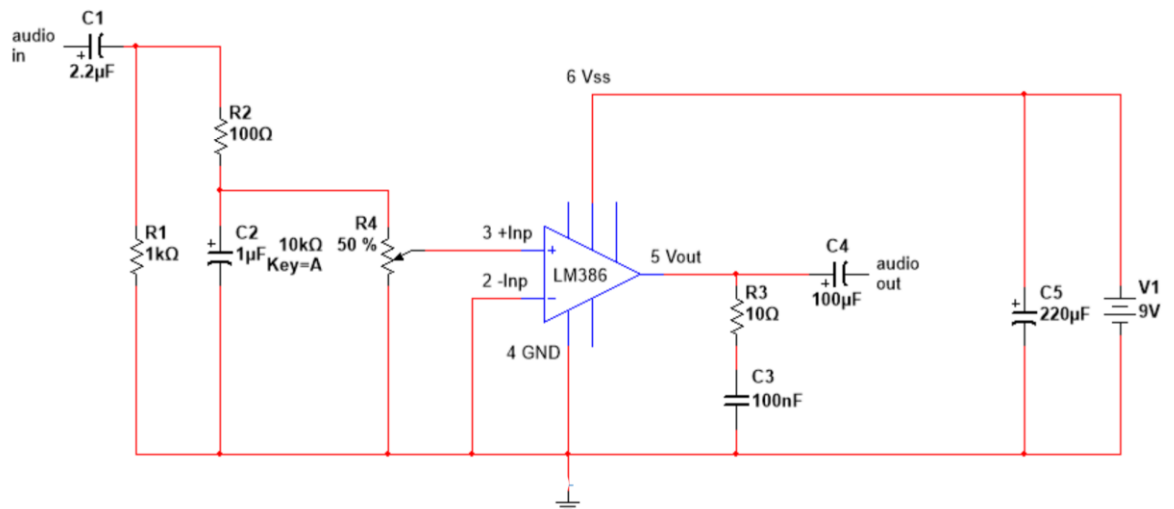 C1
audio
in
+
2.2µF
6 Vss
R2
100Ω
R1
1kΩ
+
C2
1µF
10kΩ
Key=A
R4
50 %
3 +Inp
+
2 -Inp
−
LM386
5 Vout
4 GND
C4
+
100µF
audio
out
R3
10Ω
C3
100nF
+
C5
220µF
V1
9V